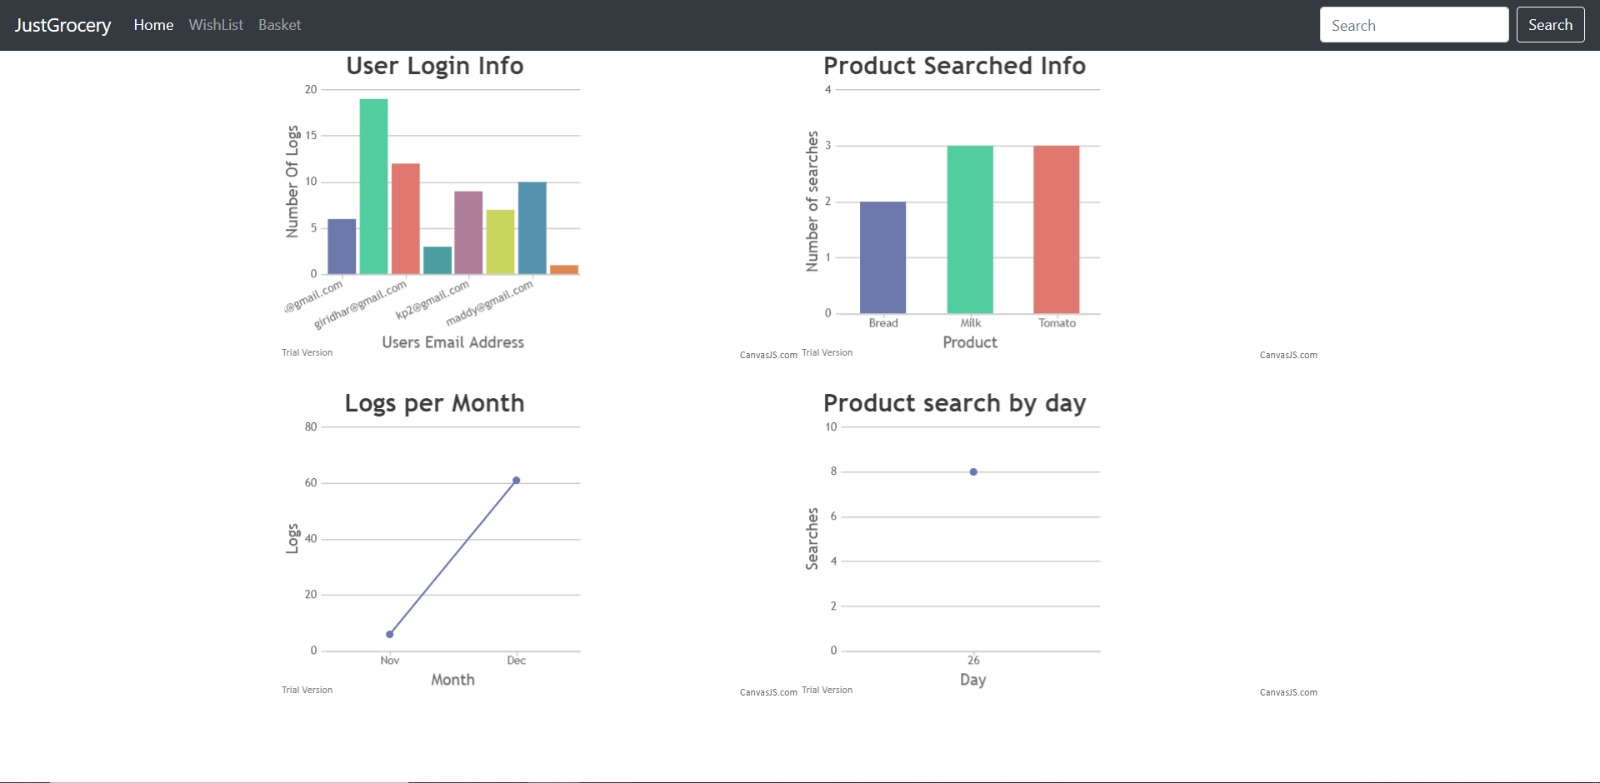 JustGrocery Home WishList Basket Search Search
User Login Info
Number Of Logs
20
15
10
5
0
@gmail.com giridhar@gmail.com kp2@gmail.com maddy@gmail.com
Users Email Address
Trial Version CanvasJS.com
Product Searched Info
Number of searches
4
3
2
1
0
Bread Milk Tomato
Product
Trial Version CanvasJS.com
Logs per Month
Logs
80
60
40
20
0
Nov Dec
Month
Trial Version CanvasJS.com
Product search by day
Searches
10
8
6
4
2
0
26
Day
Trial Version CanvasJS.com